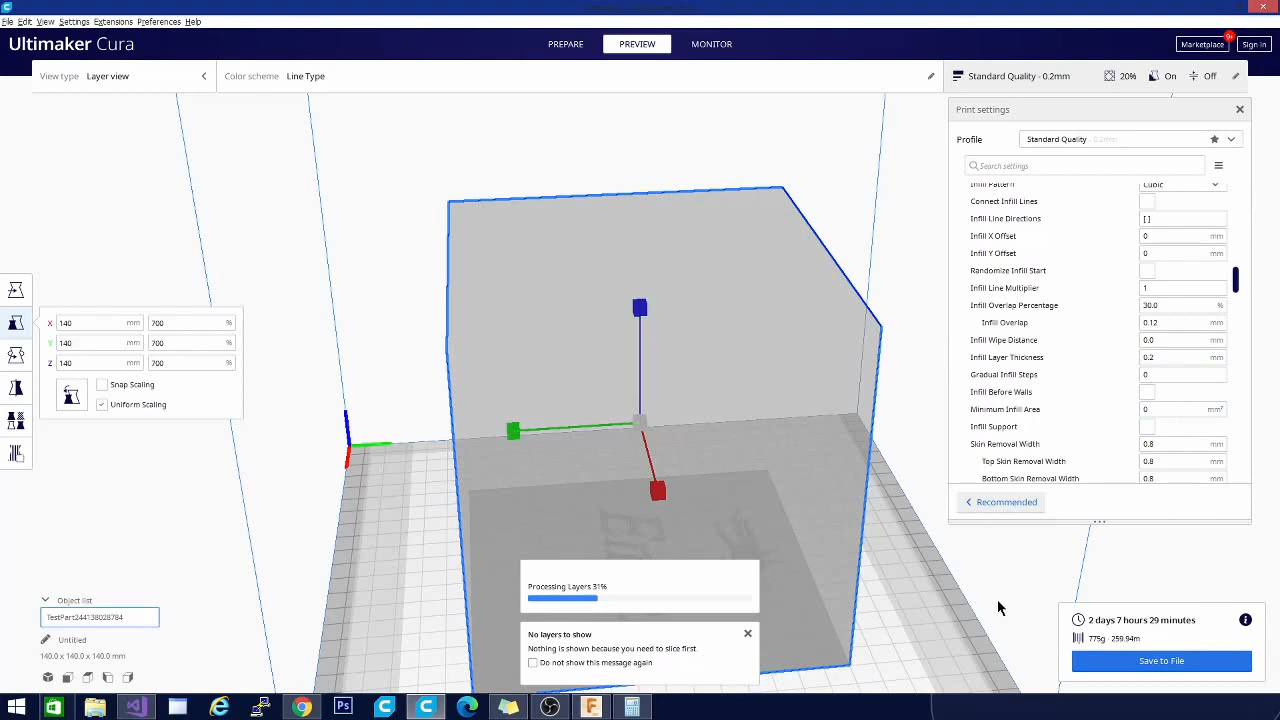 File Edit View Settings Extensions Preferences Help
Ultimaker Cura
PREPARE PREVIEW MONITOR
Marketplace
Sign in
View type Layer view
Color scheme Line Type
Standard Quality - 0.2mm 20% On Off
Print settings
Profile Standard Quality - 0.2mm
Search settings
Infill Pattern Cubic
Connect Infill Lines
Infill Line Directions [ ]
Infill X Offset 0 mm
Infill Y Offset 0 mm
Randomize Infill Start
Infill Line Multiplier 1
Infill Overlap Percentage 30.0 %
Infill Overlap 0.12 mm
Infill Wipe Distance 0.0 mm
Infill Layer Thickness 0.2 mm
Gradual Infill Steps 0
Infill Before Walls
Minimum Infill Area 0 mm²
Infill Support
Skin Removal Width 0.8 mm
Top Skin Removal Width 0.8 mm
Bottom Skin Removal Width 0.8 mm
Recommended
X 140 mm 700 %
Y 140 mm 700 %
Z 140 mm 700 %
Snap Scaling
Uniform Scaling
Processing Layers 31%
No layers to show
Nothing is shown because you need to slice first.
Do not show this message again
Object list
TestPart244138028784
Untitled
140.0 x 140.0 x 140.0 mm
2 days 7 hours 29 minutes
775g · 259.94m
Save to File